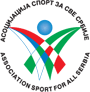 АСОЦИЈАЦИЈА СПОРТ ЗА СВЕ СРБИЈЕ
ASSOCIATION SPORT FOR ALL SERBIA